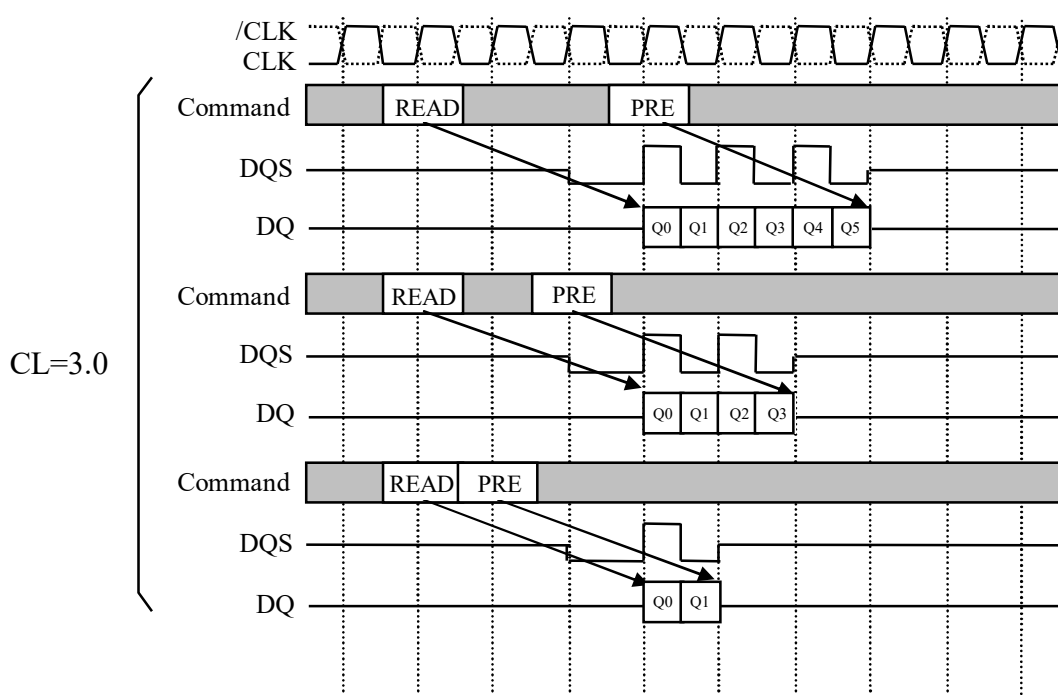 /CLK
CLK
Command READ PRE
DQS
DQ Q0 Q1 Q2 Q3 Q4 Q5
Command READ PRE
DQS
CL=3.0
DQ Q0 Q1 Q2 Q3
Command READ PRE
DQS
DQ Q0 Q1